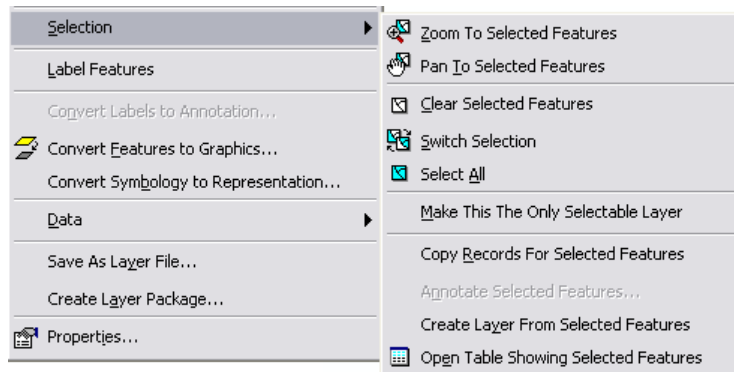 Selection
Label Features
Convert Labels to Annotation...
Convert Features to Graphics...
Convert Symbology to Representation...
Data
Save As Layer File...
Create Layer Package...
Properties...
Zoom To Selected Features
Pan To Selected Features
Clear Selected Features
Switch Selection
Select All
Make This The Only Selectable Layer
Copy Records For Selected Features
Annotate Selected Features...
Create Layer From Selected Features
Open Table Showing Selected Features